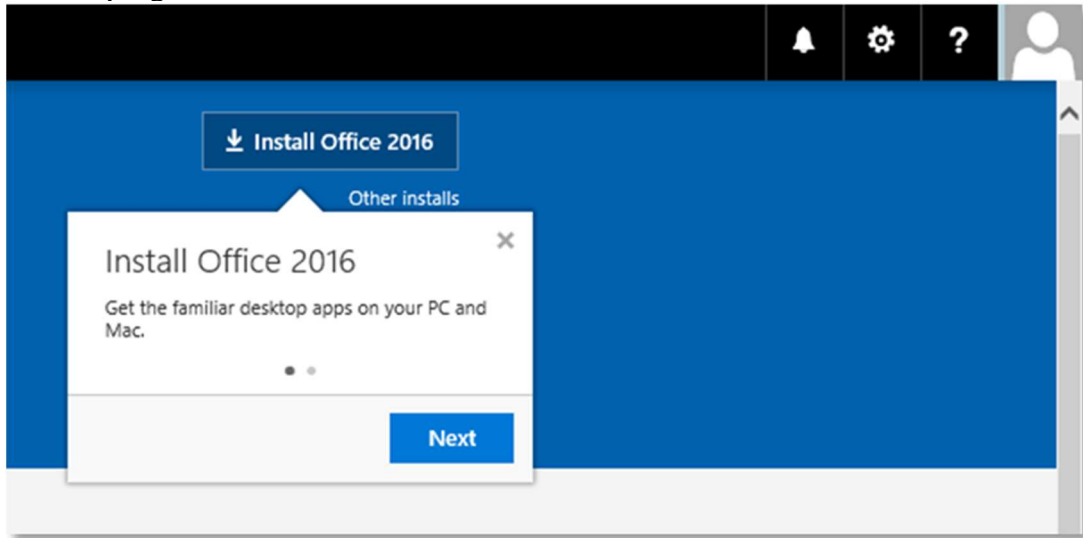 ?
Install Office 2016
Other installs
Install Office 2016
Get the familiar desktop apps on your PC and
Mac.
Next